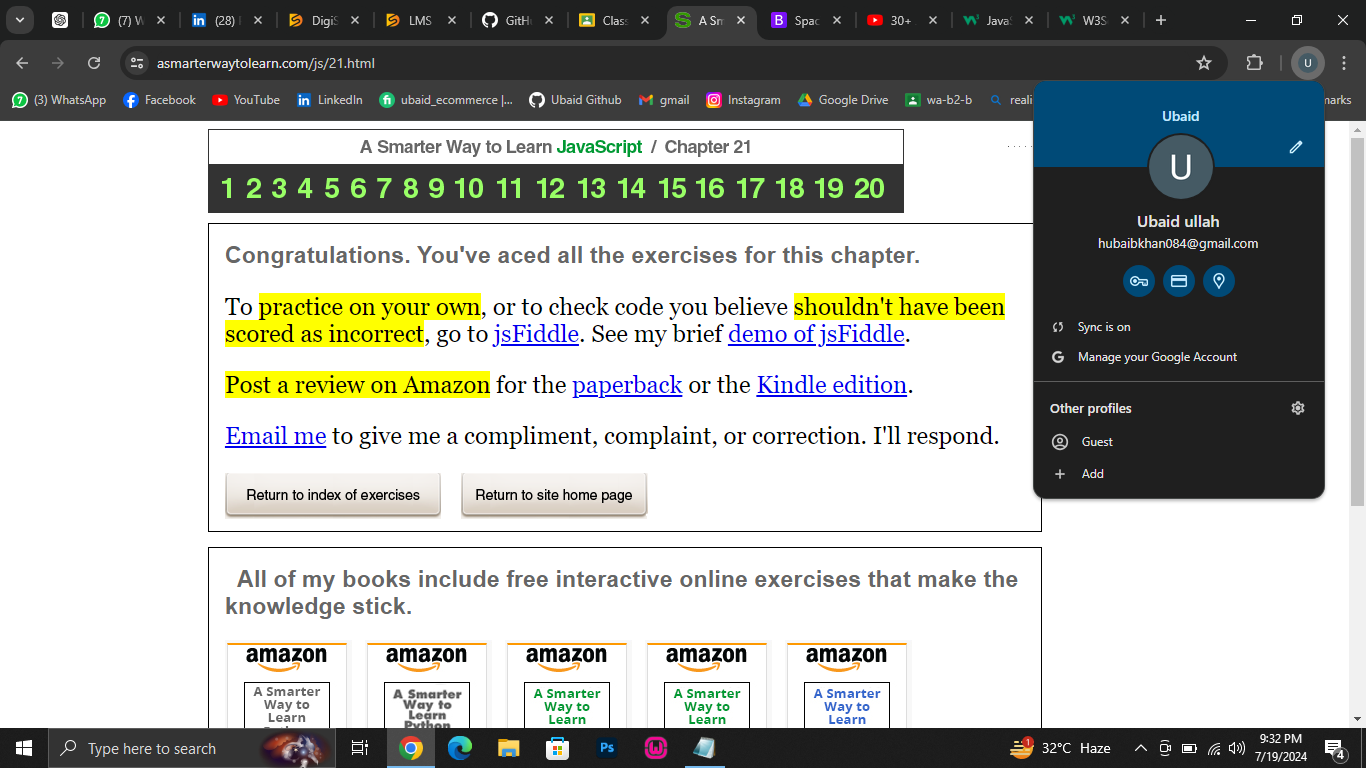 (7) W
(28)
DigiS
LMS
GitHu
Class
A Sm
Spac
30+
Java
W3S
asmarterwaytolearn.com/js/21.html
U
(3) WhatsApp
Facebook
YouTube
LinkedIn
ubaid_ecommerce |...
Ubaid Github
gmail
Instagram
Google Drive
wa-b2-b
reali
marks
A Smarter Way to Learn JavaScript / Chapter 21
1 2 3 4 5 6 7 8 9 10 11 12 13 14 15 16 17 18 19 20
Congratulations. You've aced all the exercises for this chapter.
To practice on your own, or to check code you believe shouldn't have been
scored as incorrect, go to jsFiddle. See my brief demo of jsFiddle.
Post a review on Amazon for the paperback or the Kindle edition.
Email me to give me a compliment, complaint, or correction. I'll respond.
Return to index of exercises
Return to site home page
Ubaid
U
Ubaid ullah
hubaibkhan084@gmail.com
Sync is on
Manage your Google Account
Other profiles
Guest
Add
All of my books include free interactive online exercises that make the
knowledge stick.
amazon
A Smarter
Way to
Learn
amazon
A Smarter
Way to
Learn
Python
amazon
A Smarter
Way to
Learn
amazon
A Smarter
Way to
Learn
amazon
A Smarter
Way to
Learn
Type here to search
Ps
1
32°C Haze
9:32 PM
7/19/2024
4